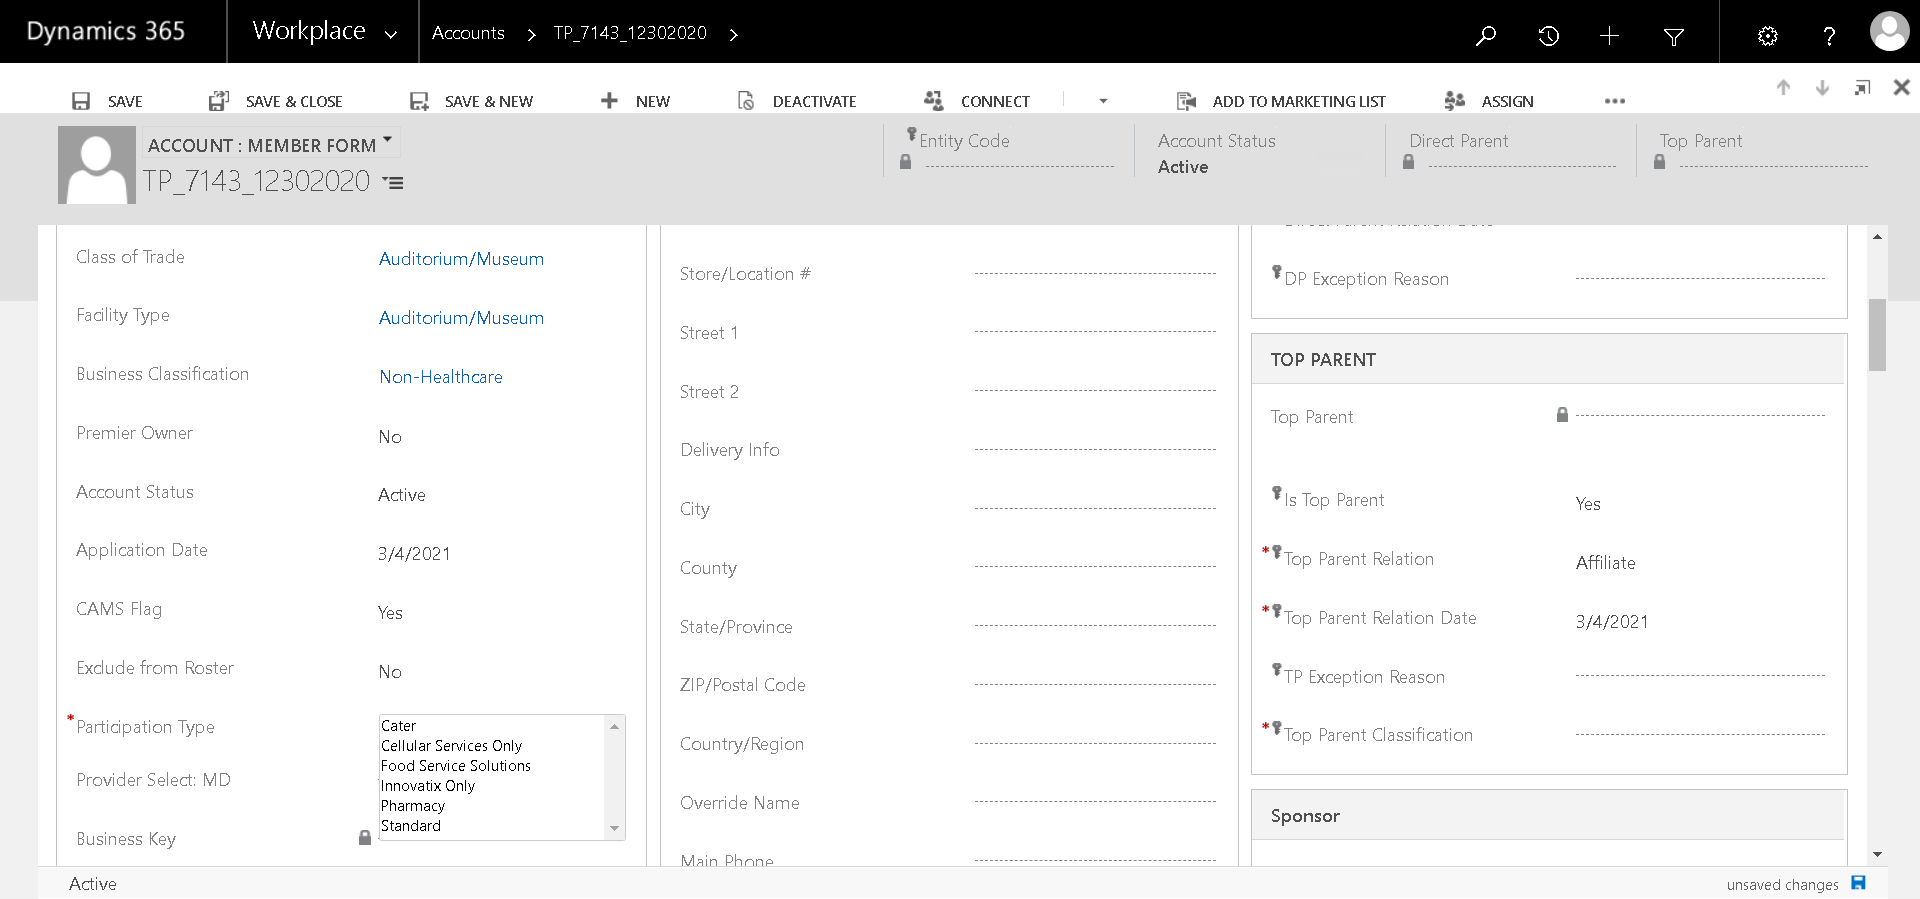 Dynamics 365
Workplace
Accounts
TP_7143_12302020
SAVE
SAVE & CLOSE
SAVE & NEW
NEW
DEACTIVATE
CONNECT
ADD TO MARKETING LIST
ASSIGN
ACCOUNT : MEMBER FORM
TP_7143_12302020
Entity Code
Account Status
Active
Direct Parent
Top Parent
Class of Trade
Auditorium/Museum
Facility Type
Auditorium/Museum
Business Classification
Non-Healthcare
Premier Owner
No
Account Status
Active
Application Date
3/4/2021
CAMS Flag
Yes
Exclude from Roster
No
*Participation Type
Cater
Cellular Services Only
Food Service Solutions
Innovatix Only
Pharmacy
Standard
Provider Select: MD
Business Key
Store/Location #
Street 1
Street 2
Delivery Info
City
County
State/Province
ZIP/Postal Code
Country/Region
Override Name
Main Phone
Direct Parent Relation Date
DP Exception Reason
TOP PARENT
Top Parent
Is Top Parent
Yes
*Top Parent Relation
Affiliate
*Top Parent Relation Date
3/4/2021
TP Exception Reason
*Top Parent Classification
Sponsor
Active
unsaved changes